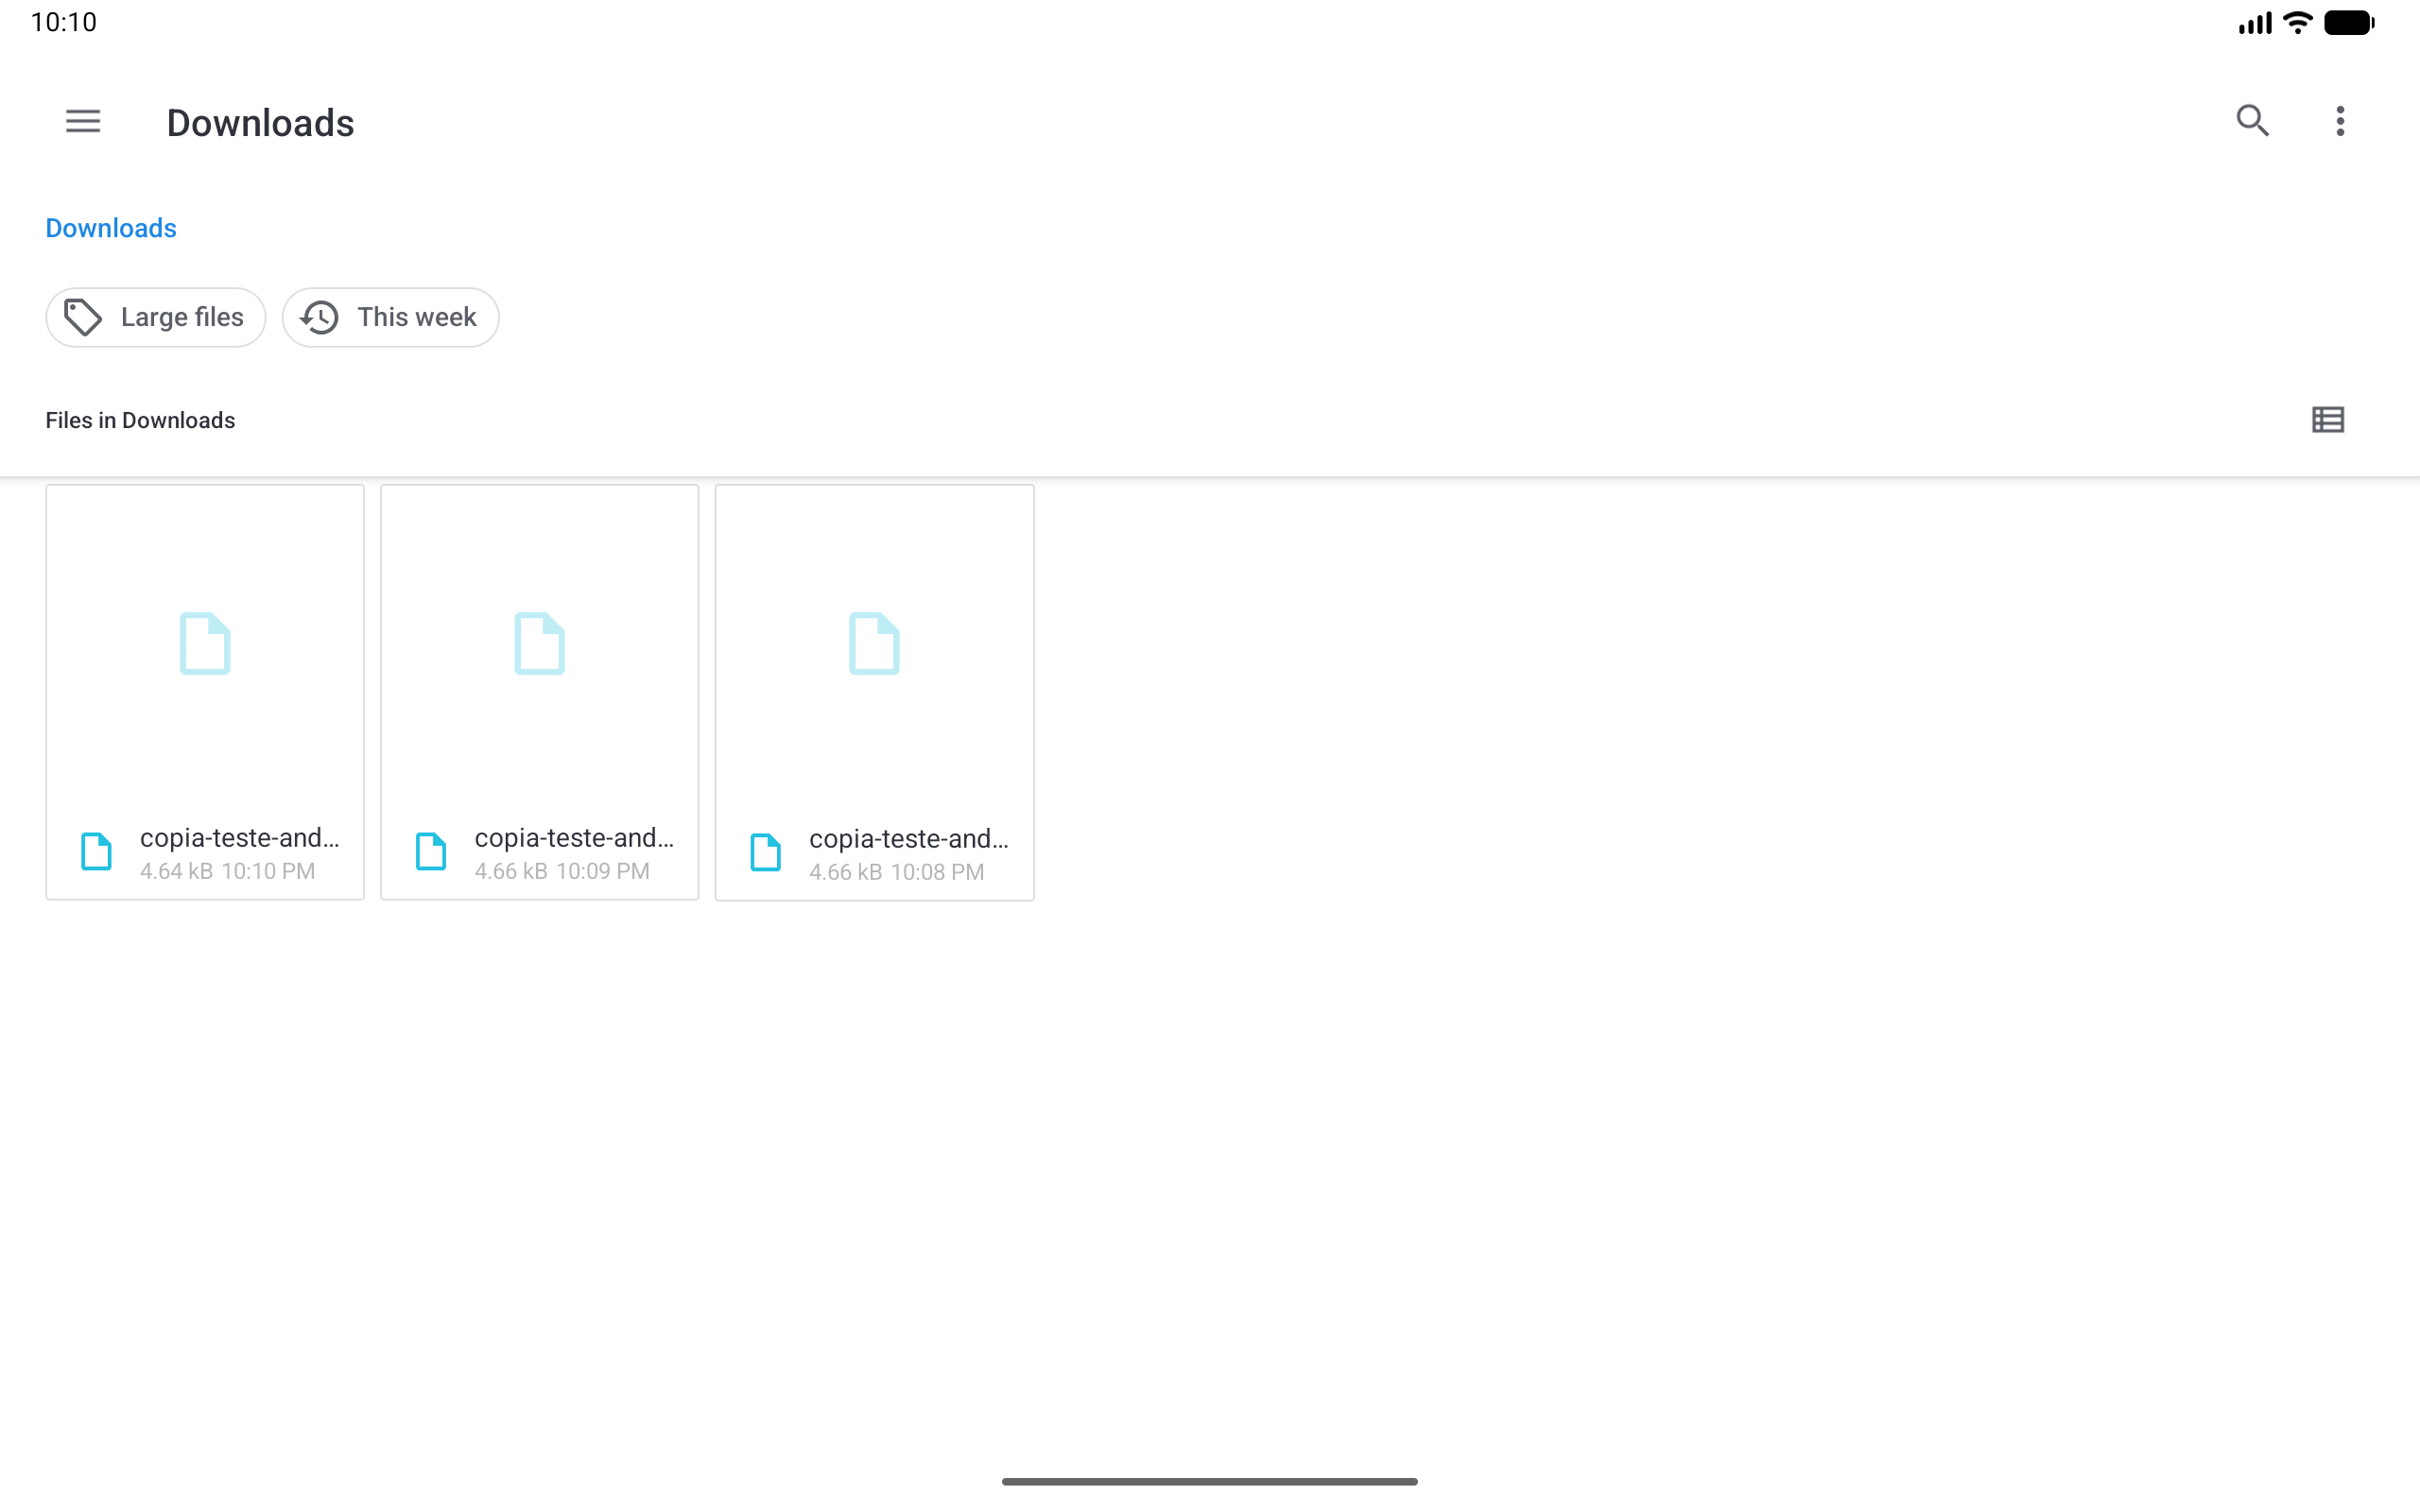 10:10
Downloads
Downloads
Large files
This week
Files in Downloads
copia-teste-and...
4.64 kB 10:10 PM
copia-teste-and...
4.66 kB 10:09 PM
copia-teste-and...
4.66 kB 10:08 PM